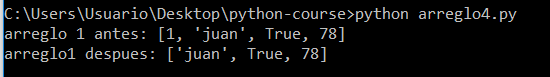 C:\Users\Usuario\Desktop\python-course>python arreglo4.py
arreglo 1 antes: [1, 'juan', True, 78]
arreglo1 despues: ['juan', True, 78]